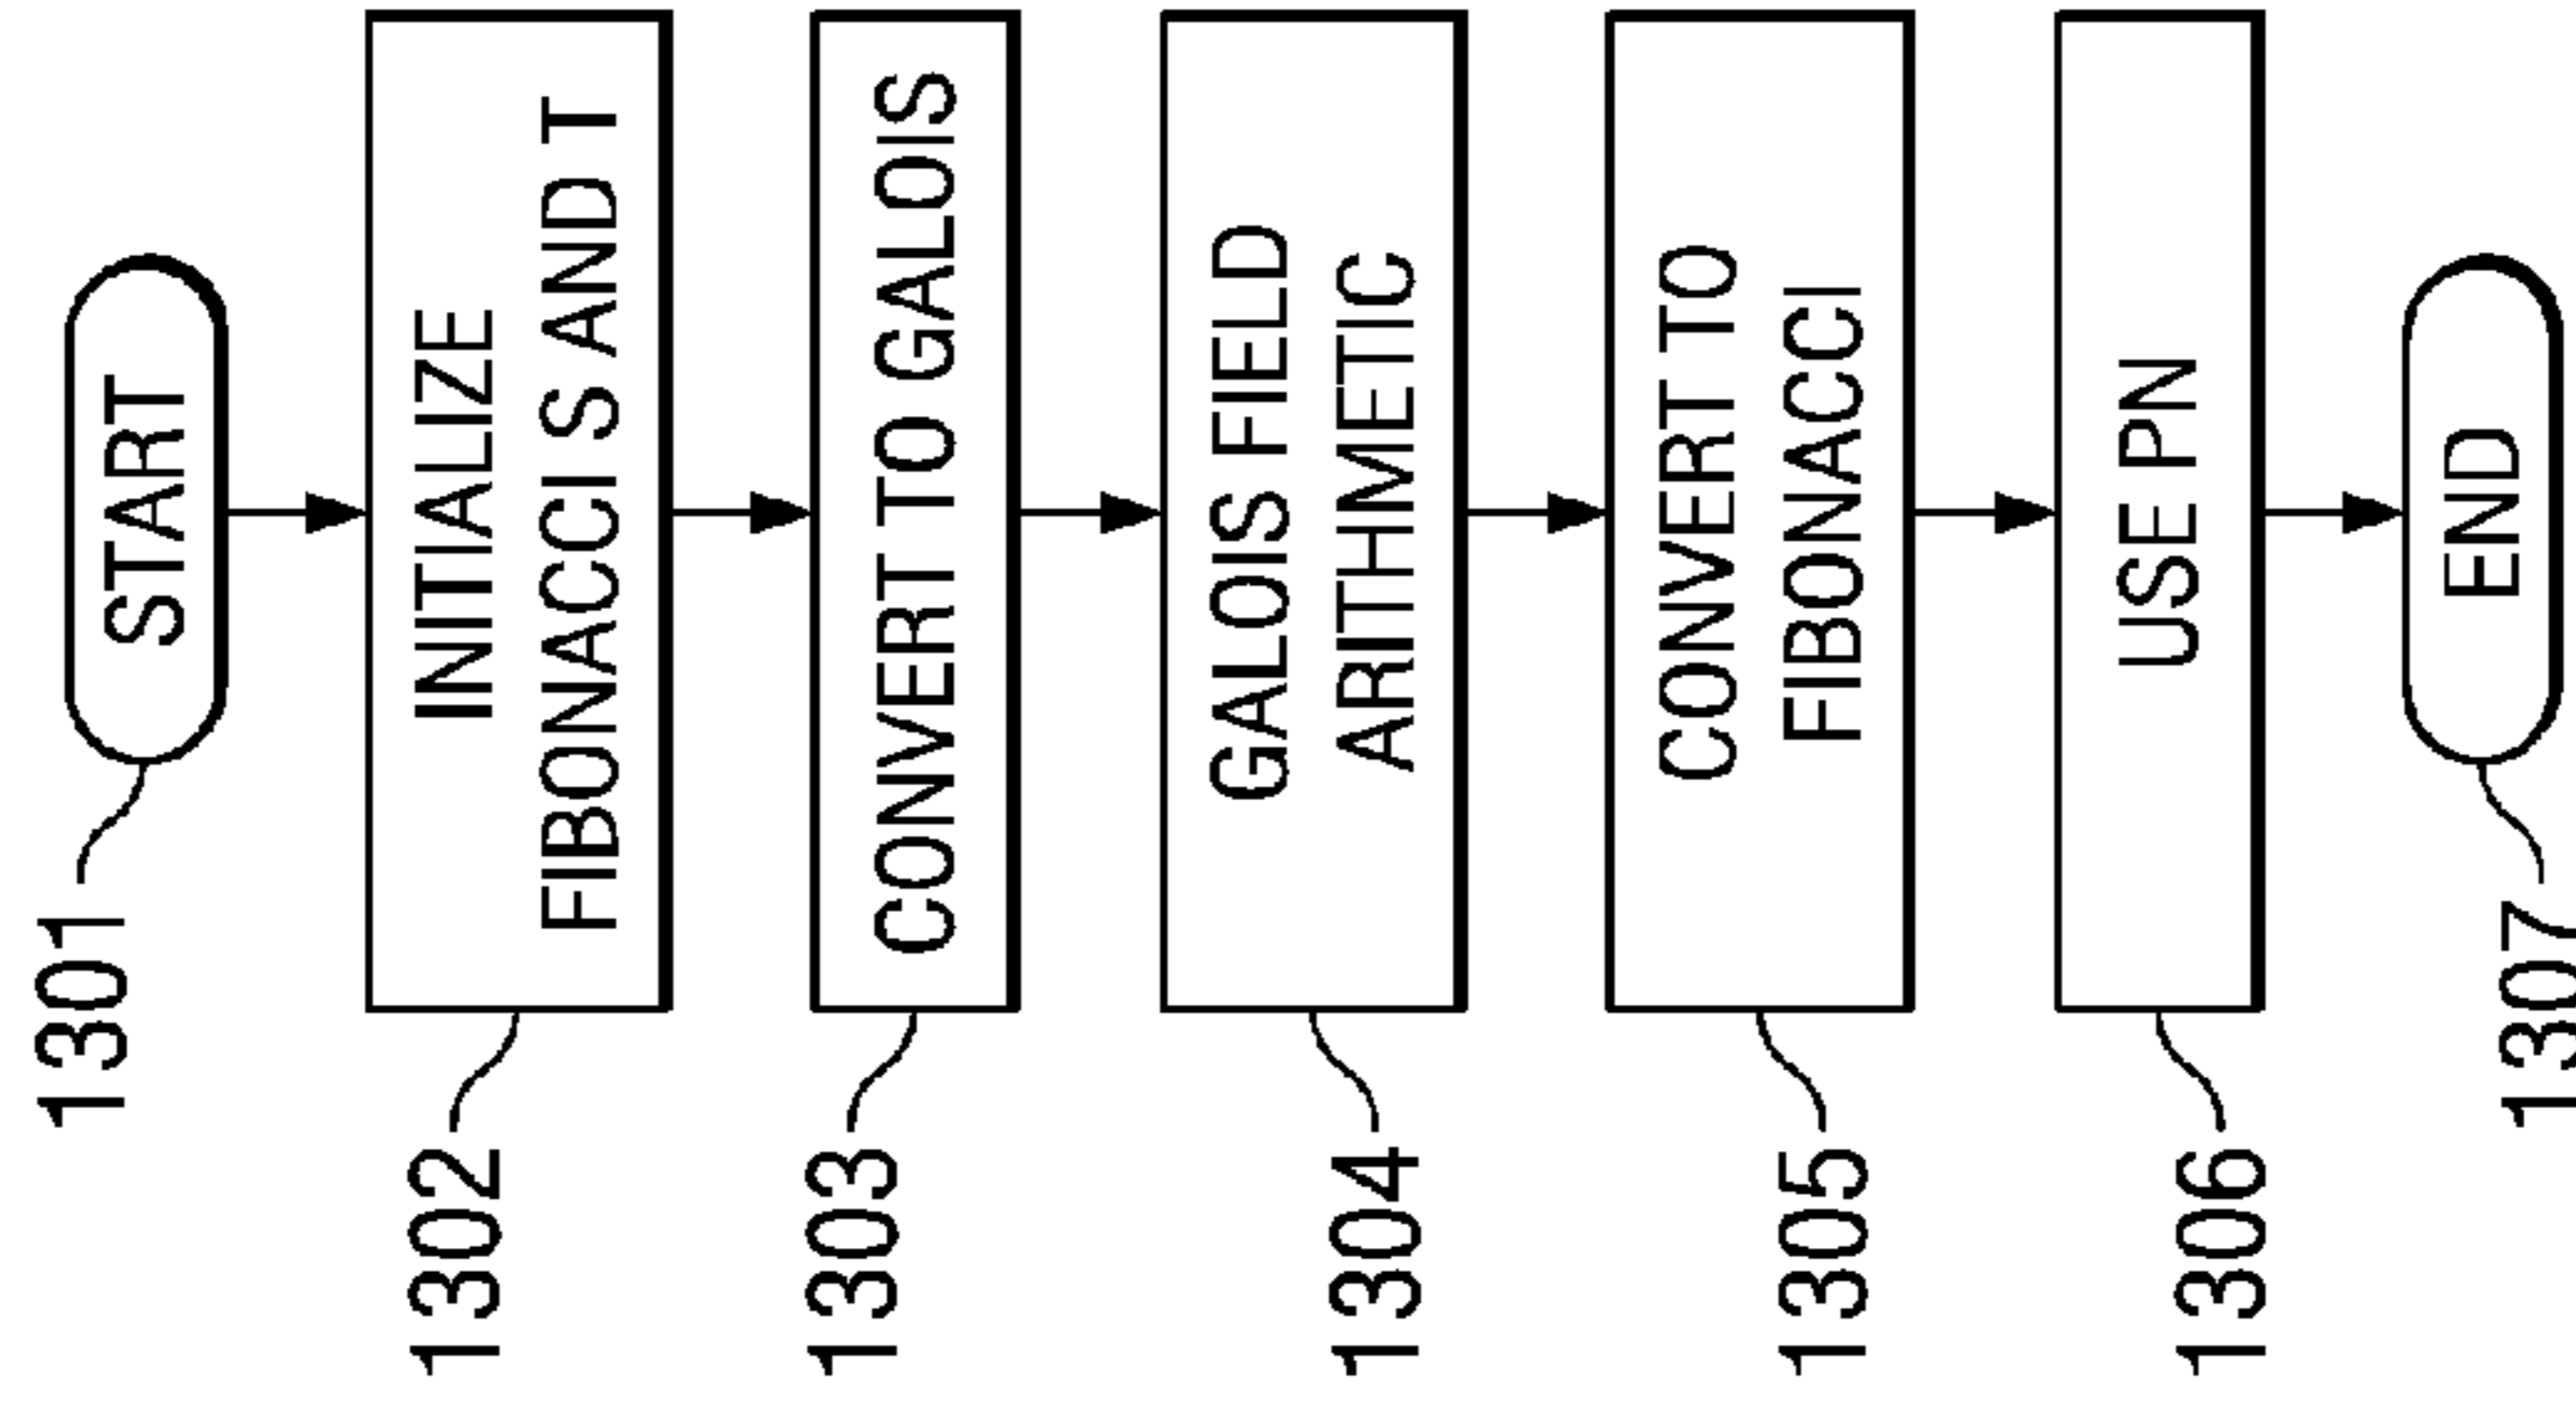 1301
START
1302
INITIALIZE
FIBONACCI S AND T
1303
CONVERT TO GALOIS
1304
GALOIS FIELD
ARITHMETIC
1305
CONVERT TO
FIBONACCI
1306
USE PN
1307
END